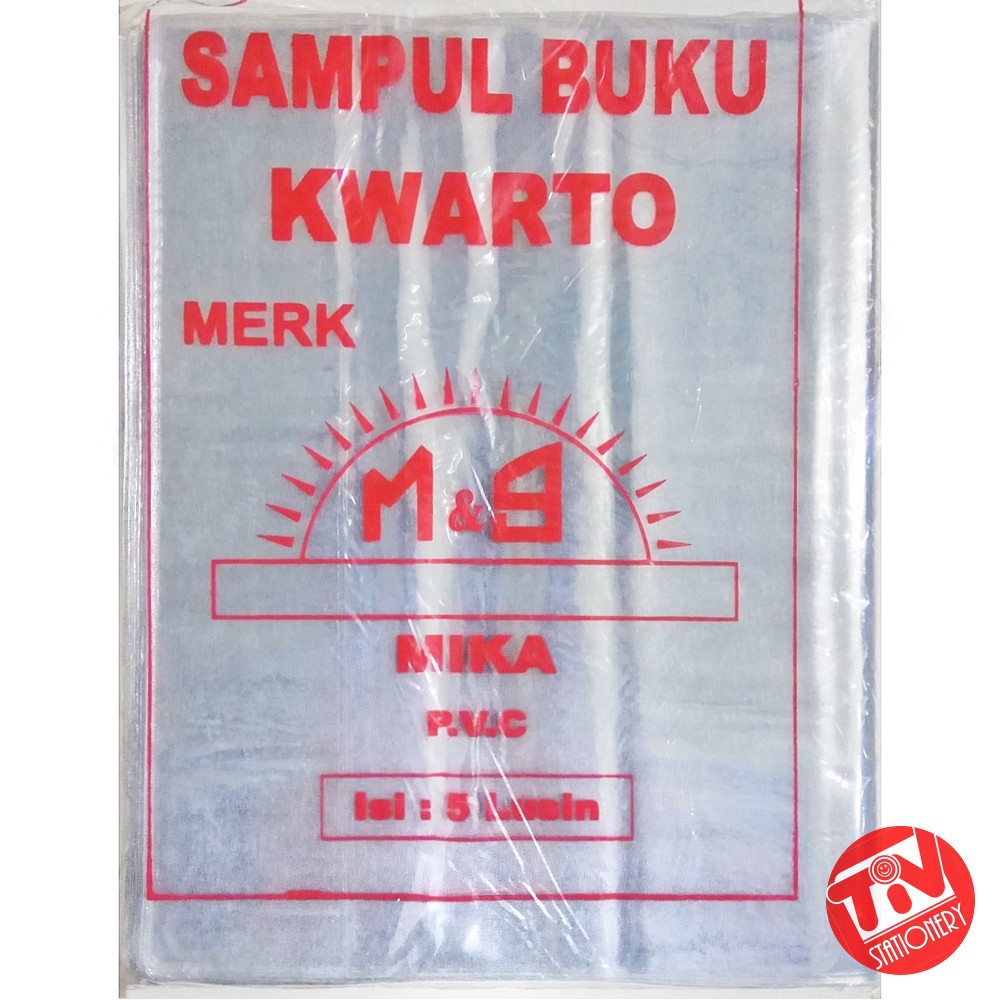 SAMPUL BUKU
KWARTO
MERK
M&S
MIKA
P.V.C
Isi : 5 Lusin
STATIONERY